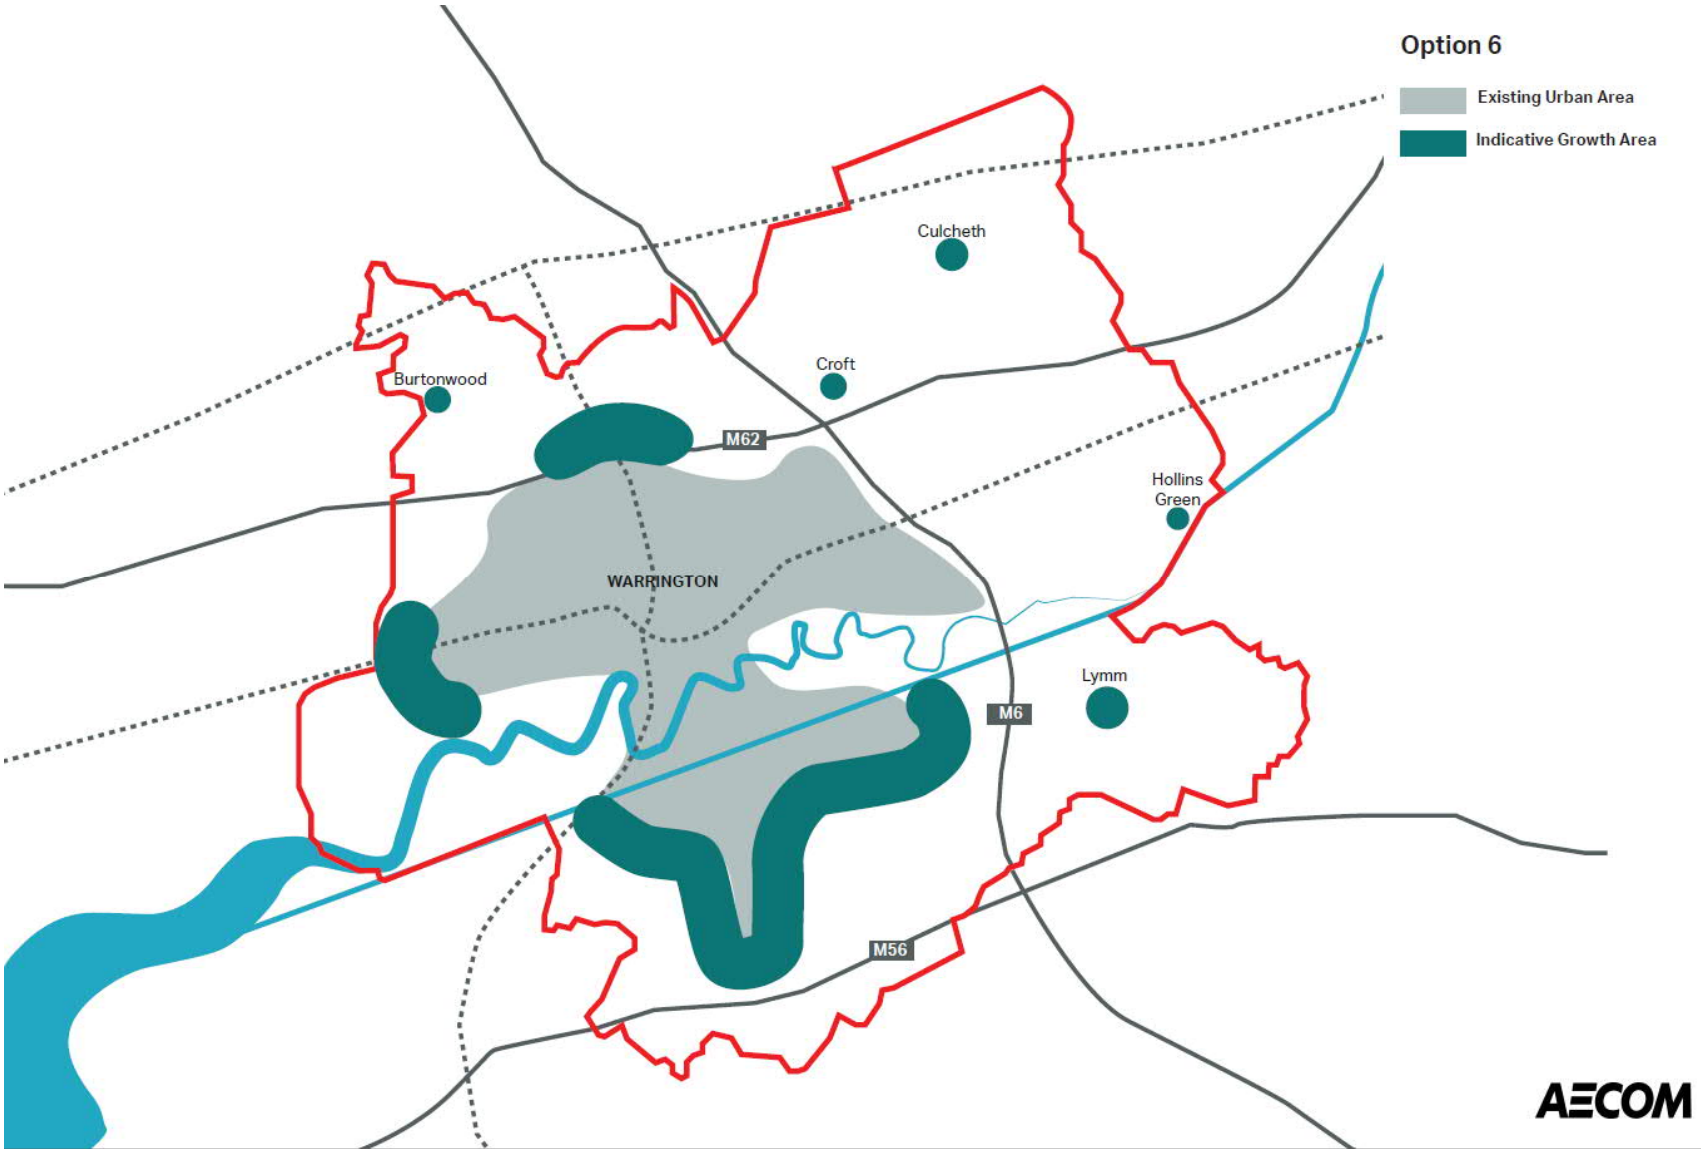 Option 6
Existing Urban Area
Indicative Growth Area
Culcheth
Croft
Burtonwood
M62
Hollins
Green
WARRINGTON
Lymm
M6
M56
AECOM